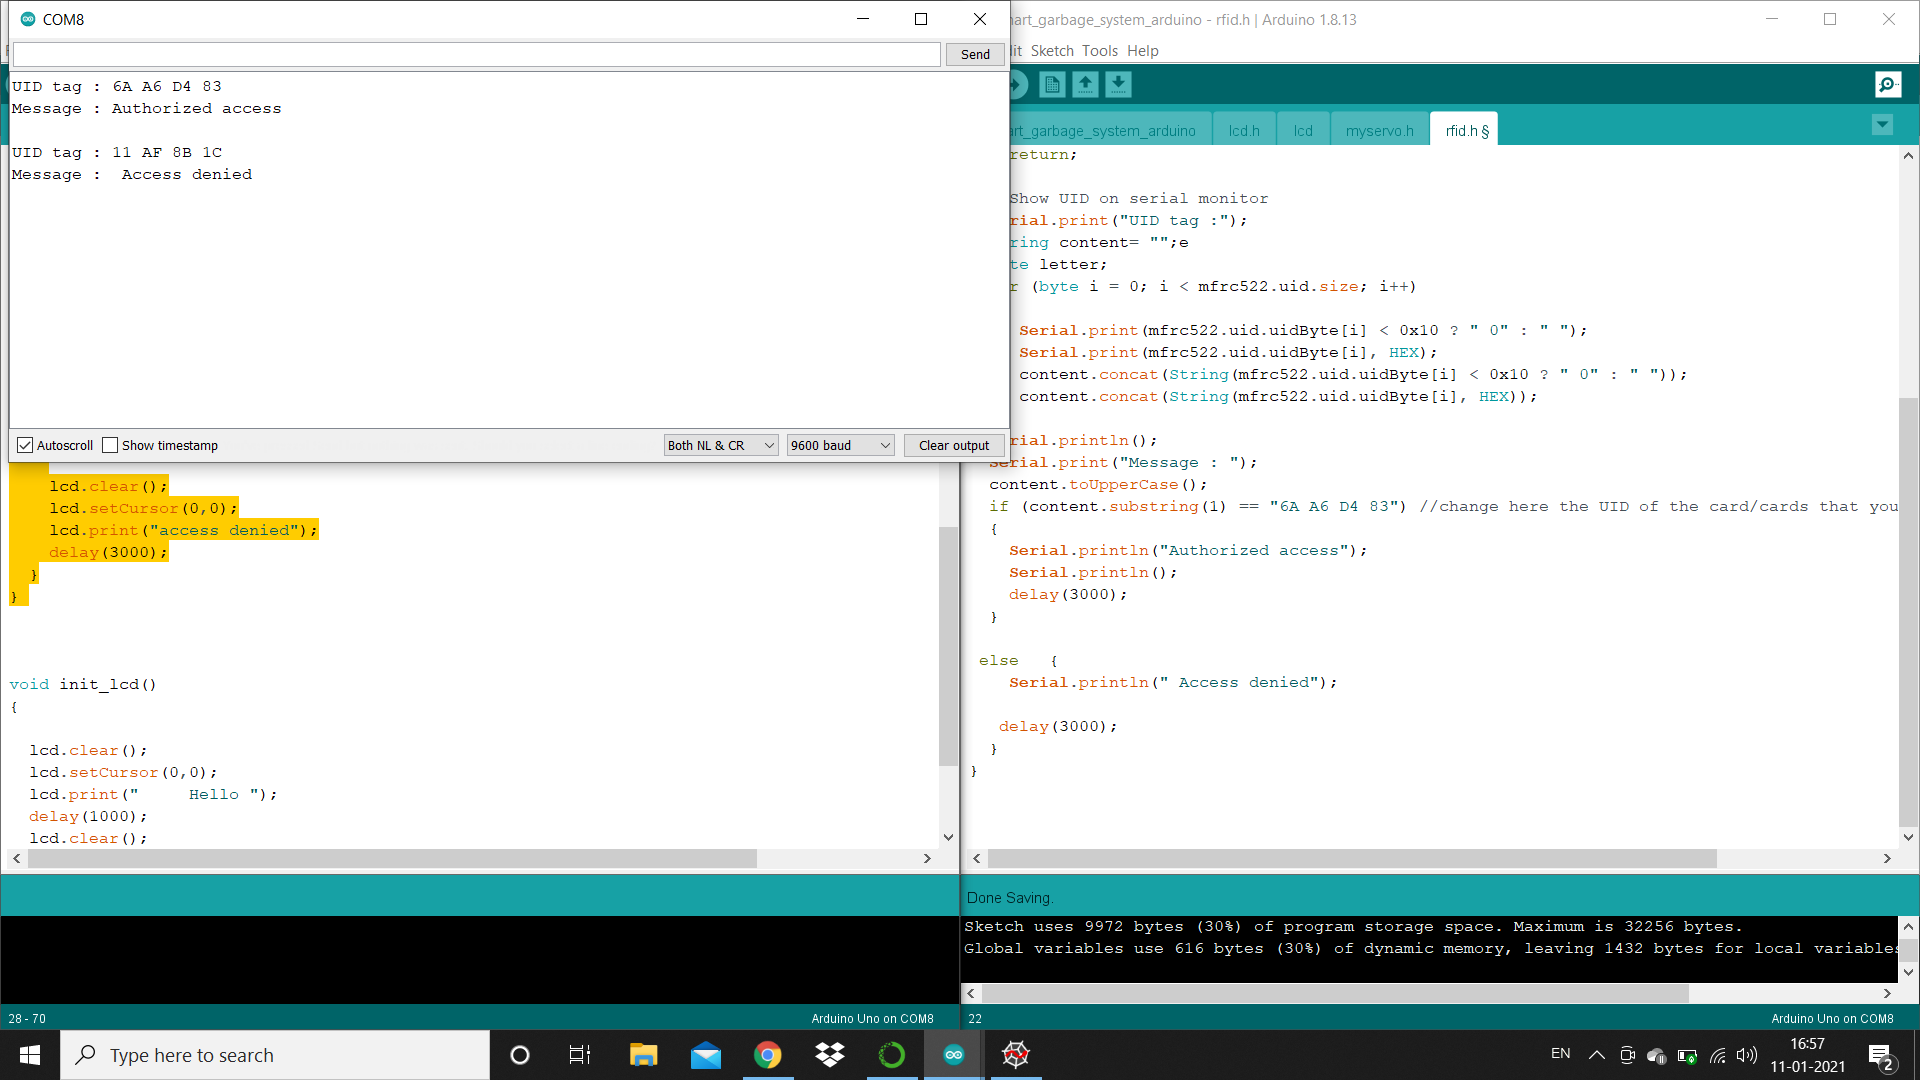 COM8
Send
UID tag : 6A A6 D4 83
Message : Authorized access
UID tag : 11 AF 8B 1C
Message :  Access denied
Autoscroll
Show timestamp
Both NL & CR
9600 baud
Clear output
lcd.clear();
lcd.setCursor(0,0);
lcd.print("access denied");
delay(3000);
}
}
void init_lcd()
{
lcd.clear();
lcd.setCursor(0,0);
lcd.print("     Hello ");
delay(1000);
lcd.clear();
28 - 70
Arduino Uno on COM8
nart_garbage_system_arduino - rfid.h | Arduino 1.8.13
it Sketch Tools Help
art_garbage_system_arduino
lcd.h
lcd
myservo.h
rfid.h §
return;
Show UID on serial monitor
rial.print("UID tag :");
ring content= "";e
te letter;
r (byte i = 0; i < mfrc522.uid.size; i++)
Serial.print(mfrc522.uid.uidByte[i] < 0x10 ? " 0" : " ");
Serial.print(mfrc522.uid.uidByte[i], HEX);
content.concat(String(mfrc522.uid.uidByte[i] < 0x10 ? " 0" : " "));
content.concat(String(mfrc522.uid.uidByte[i], HEX));
rial.println();
Serial.print("Message : ");
content.toUpperCase();
if (content.substring(1) == "6A A6 D4 83") //change here the UID of the card/cards that you
{
Serial.println("Authorized access");
Serial.println();
delay(3000);
}
else   {
Serial.println(" Access denied");
delay(3000);
}
}
Done Saving.
Sketch uses 9972 bytes (30%) of program storage space. Maximum is 32256 bytes.
Global variables use 616 bytes (30%) of dynamic memory, leaving 1432 bytes for local variables
22
Arduino Uno on COM8
Type here to search
EN
16:57
11-01-2021
2